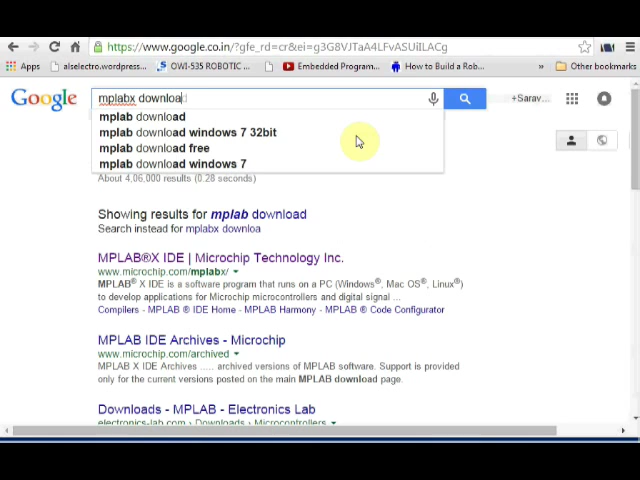 https://www.google.co.in/?gfe_rd=cr&ei=g3G8VJTaA4LFvASUiILACg
Apps alselectro.wordpress... OWI-535 ROBOTIC ... Embedded Program... How to Build a Rob... » Other bookmarks
Google mplabx download +Sarav...
mplab download
mplab download windows 7 32bit
mplab download free
mplab download windows 7
About 4,06,000 results (0.28 seconds)
Showing results for mplab download
Search instead for mplabx downloa
MPLAB®X IDE | Microchip Technology Inc.
www.microchip.com/mplabx/
MPLAB® X IDE is a software program that runs on a PC (Windows®, Mac OS®, Linux®)
to develop applications for Microchip microcontrollers and digital signal ...
Compilers - MPLAB ® IDE Home - MPLAB Harmony - MPLAB ® Code Configurator
MPLAB IDE Archives - Microchip
www.microchip.com/archived
MPLAB X IDE Archives ..... archived versions of MPLAB software. Support is provided
only for the current versions posted on the main MPLAB download page.
Downloads - MPLAB - Electronics Lab
electronics-lab.com › Downloads › Microcontrollers